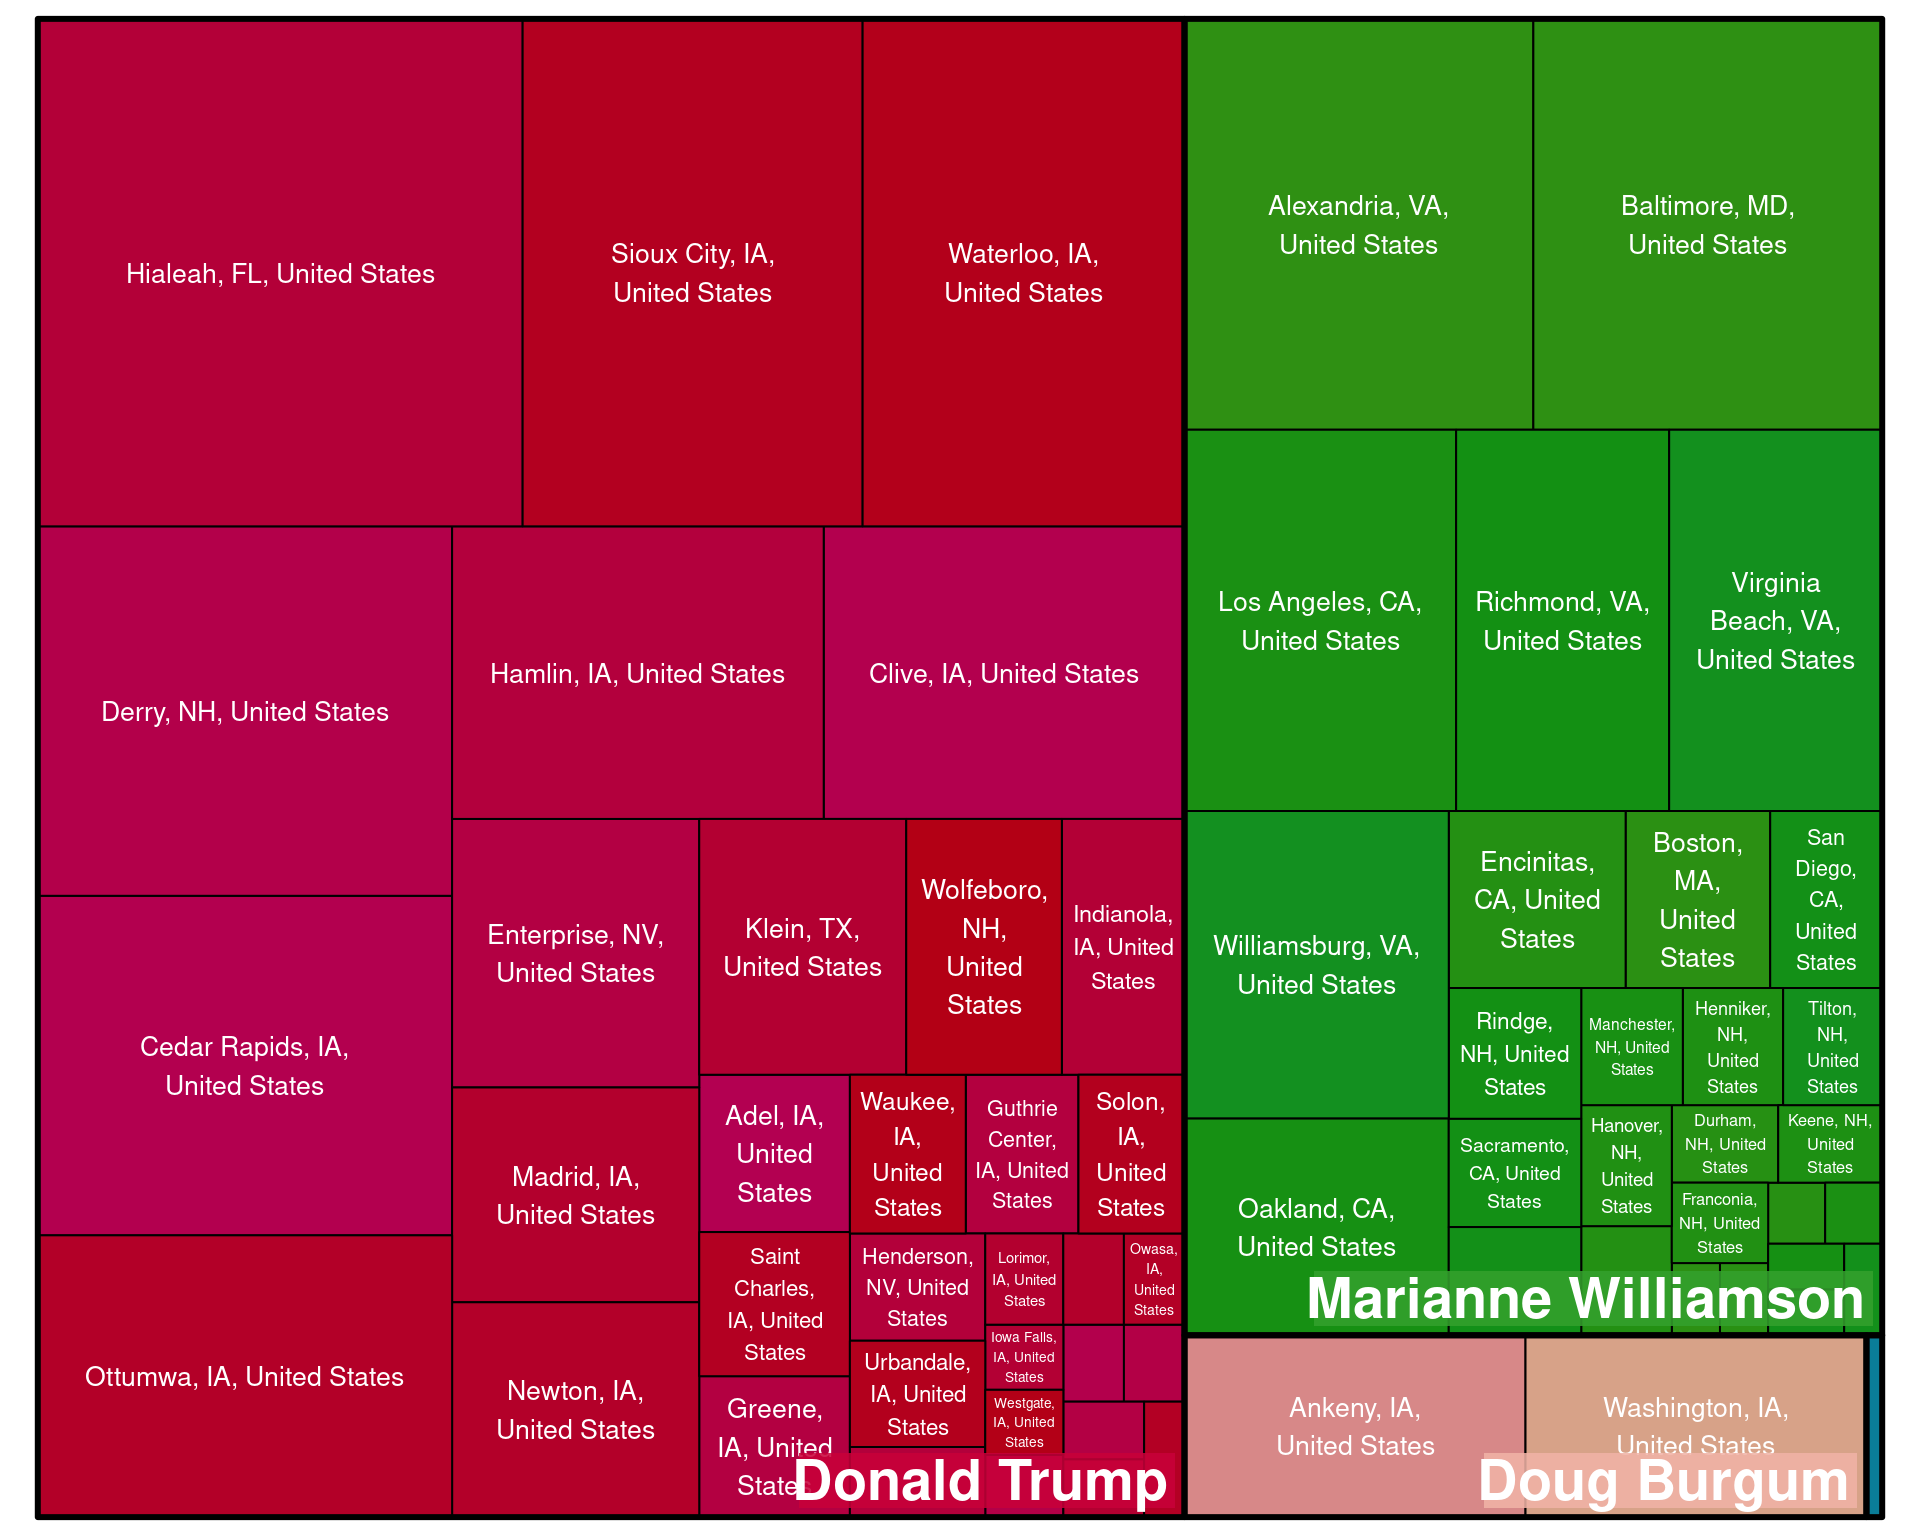 Hialeah, FL, United States
Sioux City, IA,
United States
Waterloo, IA,
United States
Derry, NH, United States
Hamlin, IA, United States
Clive, IA, United States
Cedar Rapids, IA,
United States
Ottumwa, IA, United States
Enterprise, NV,
United States
Madrid, IA,
United States
Newton, IA,
United States
Klein, TX,
United States
Wolfeboro,
NH,
United
States
Indianola,
IA, United
States
Adel, IA,
United
States
Saint
Charles,
IA, United
States
Greene,
IA, United
States
Waukee,
IA,
United
States
Guthrie
Center,
IA, United
States
Solon,
IA,
United
States
Henderson,
NV, United
States
Urbandale,
IA, United
States
Lorimor,
IA, United
States
Owasa,
IA,
United
States
Iowa Falls,
IA, United
States
Westgate,
IA, United
States
Donald Trump
Alexandria, VA,
United States
Baltimore, MD,
United States
Los Angeles, CA,
United States
Richmond, VA,
United States
Virginia
Beach, VA,
United States
Williamsburg, VA,
United States
Oakland, CA,
United States
Encinitas,
CA, United
States
Boston,
MA,
United
States
San
Diego,
CA,
United
States
Rindge,
NH, United
States
Manchester,
NH, United
States
Henniker,
NH,
United
States
Tilton,
NH,
United
States
Sacramento,
CA, United
States
Hanover,
NH,
United
States
Durham,
NH, United
States
Keene, NH,
United
States
Franconia,
NH, United
States
Marianne Williamson
Ankeny, IA,
United States
Washington, IA,
United States
Doug Burgum